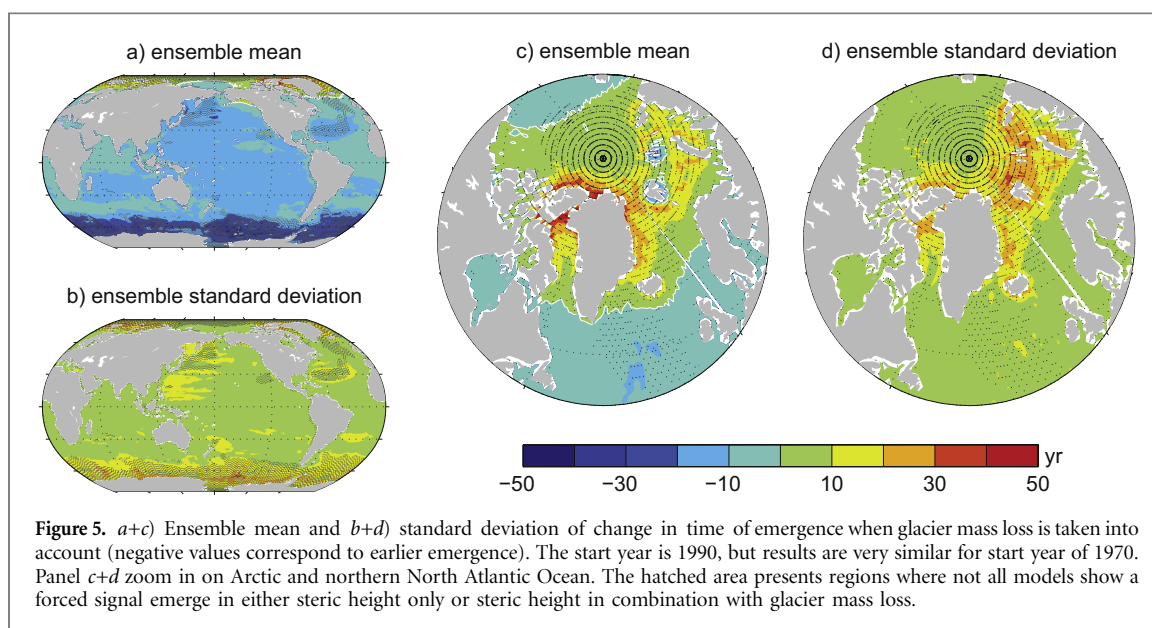 a) ensemble mean
b) ensemble standard deviation
c) ensemble mean
d) ensemble standard deviation
yr
−50 −30 −10 10 30 50
Figure 5. a+c) Ensemble mean and b+d) standard deviation of change in time of emergence when glacier mass loss is taken into
account (negative values correspond to earlier emergence). The start year is 1990, but results are very similar for start year of 1970.
Panel c+d zoom in on Arctic and northern North Atlantic Ocean. The hatched area presents regions where not all models show a
forced signal emerge in either steric height only or steric height in combination with glacier mass loss.